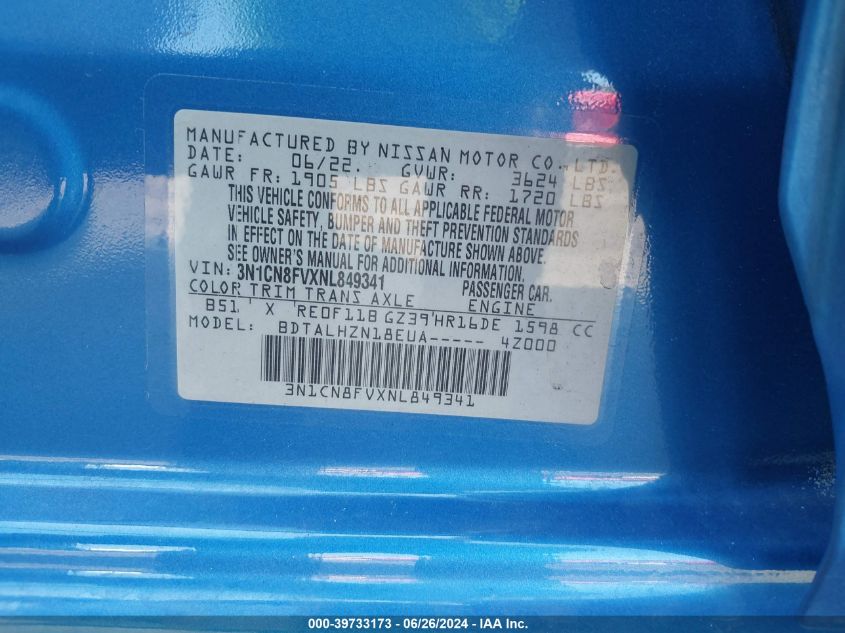 MANUFACTURED BY NISSAN MOTOR CO., LTD.
DATE: 06/22 GVWR: 3624 LBS
GAWR FR: 1905 LBS GAWR RR: 1720 LBS
THIS VEHICLE CONFORMS TO ALL APPLICABLE FEDERAL MOTOR
VEHICLE SAFETY, BUMPER AND THEFT PREVENTION STANDARDS
IN EFFECT ON THE DATE OF MANUFACTURE SHOWN ABOVE.
SEE OWNER'S MANUAL FOR ADDITIONAL INFORMATION.
VIN: 3N1CN8FVXNL849341 PASSENGER CAR.
COLOR TRIM TRANS AXLE ENGINE
B51 X RE0F11B GZ39 HR16DE 1598 CC
MODEL: BDTALHZN18EUA----- 4Z000
3N1CN8FVXNL849341
000-39733173 - 06/26/2024 - IAA Inc.